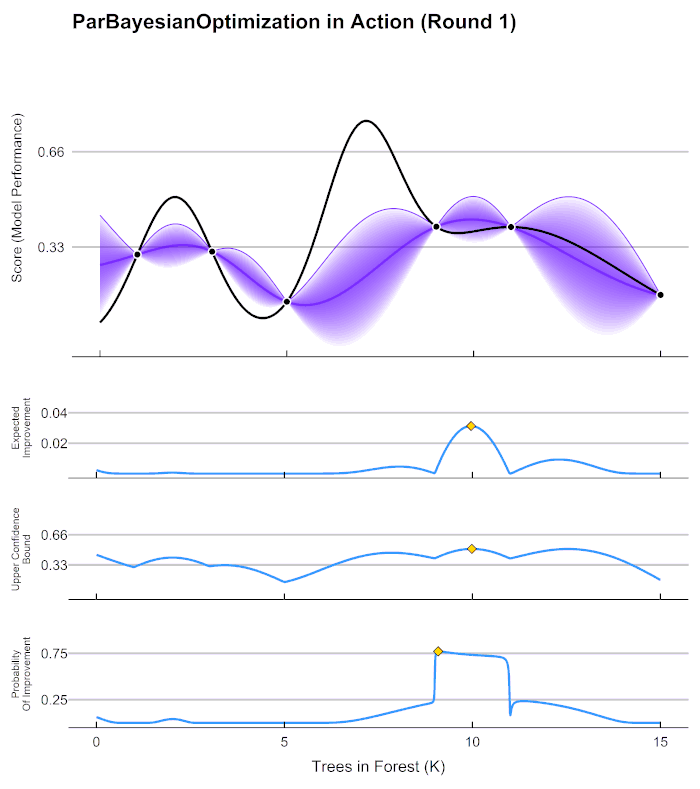 ParBayesianOptimization in Action (Round 1)
Score (Model Performance)
0.66
0.33
Expected
Improvement
0.04
0.02
Upper Confidence
Bound
0.66
0.33
Probability
Of Improvement
0.75
0.25
0 5 10 15
Trees in Forest (K)